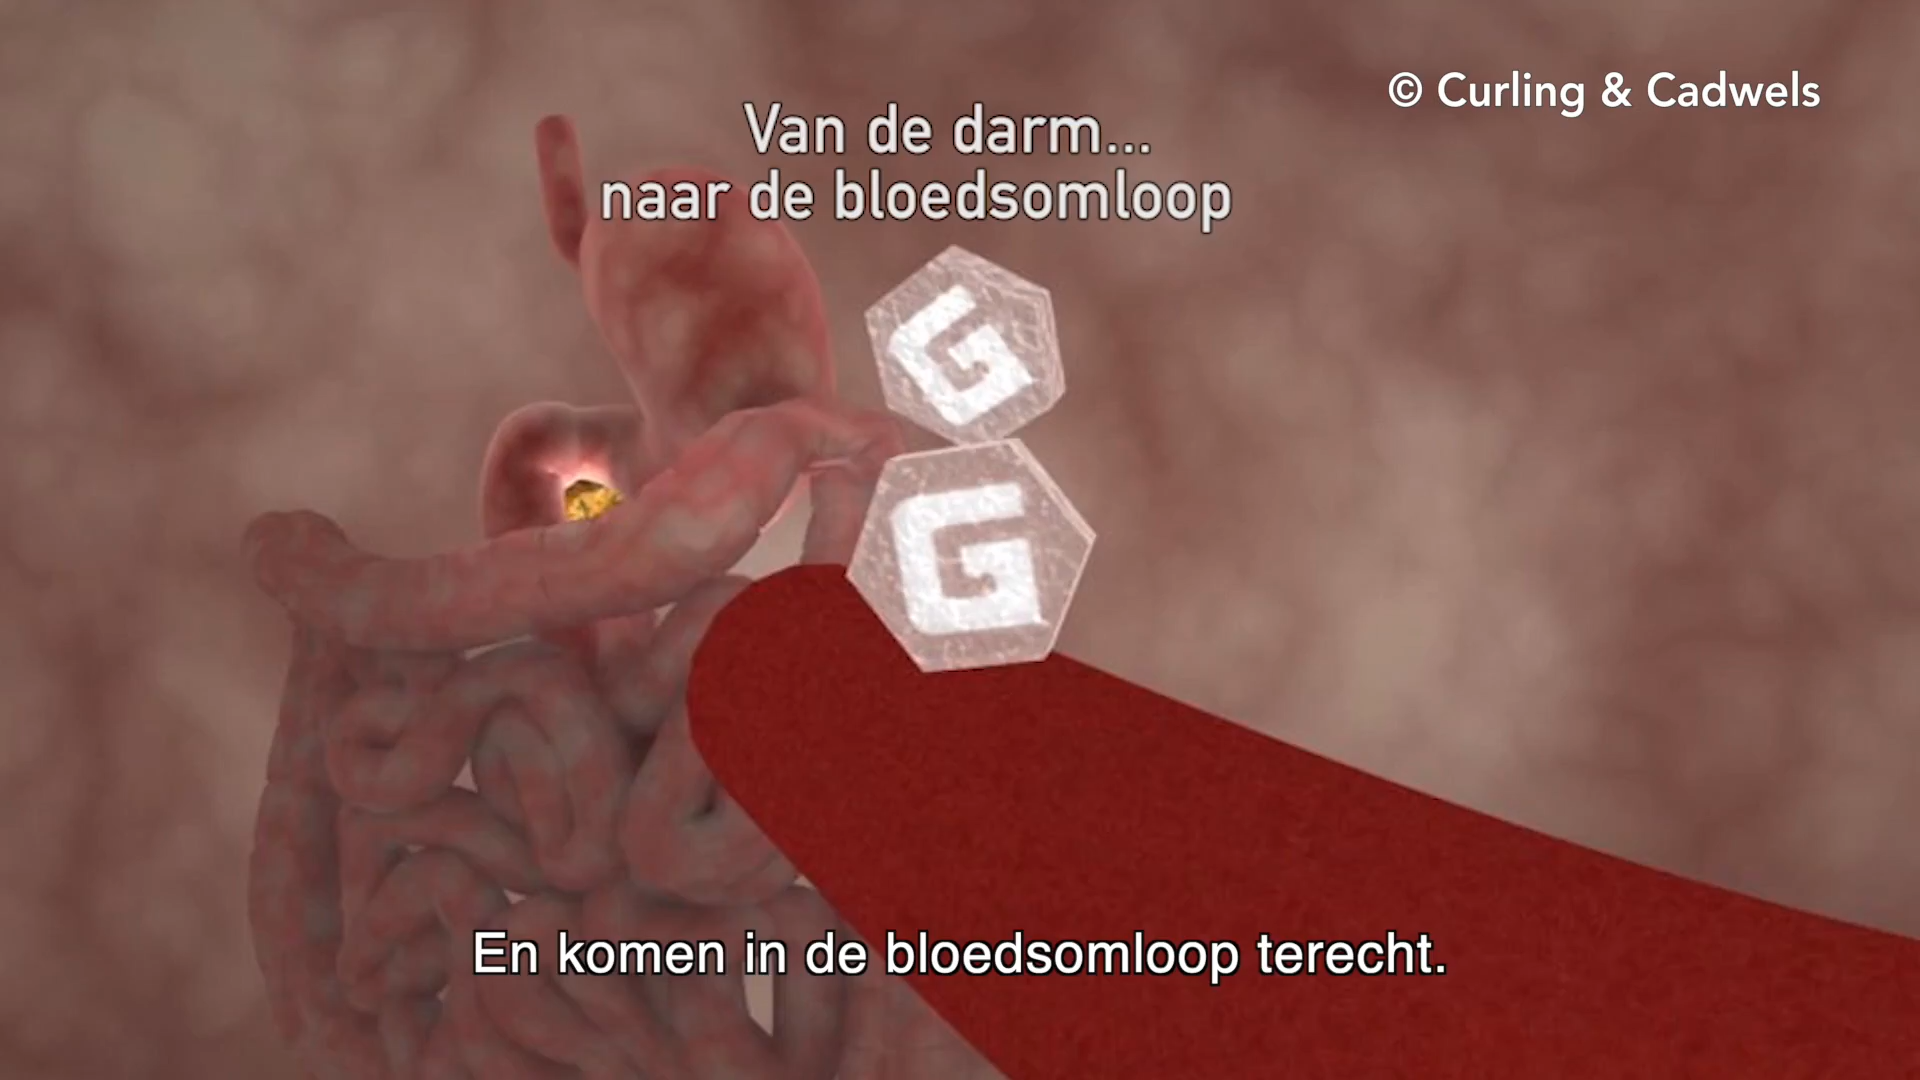 © Curling & Cadwels
Van de darm...
naar de bloedsomloop
G
G
En komen in de bloedsomloop terecht.